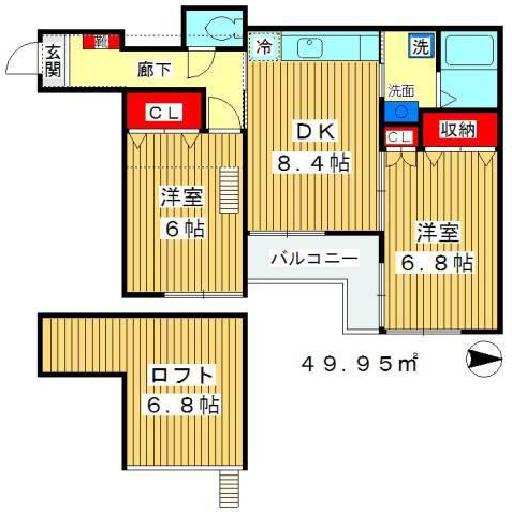 玄関
靴
廊下
冷
洗
洗面
CL
DK
8.4帖
CL
収納
洋室
6帖
洋室
6.8帖
バルコニー
ロフト
6.8帖
49.95㎡